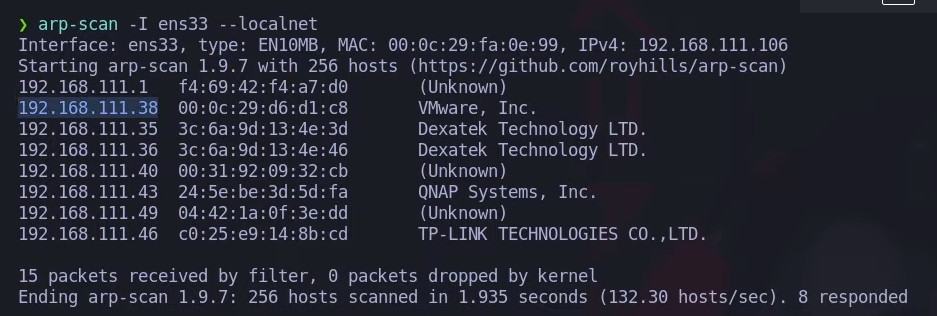 ❯ arp-scan -I ens33 --localnet
Interface: ens33, type: EN10MB, MAC: 00:0c:29:fa:0e:99, IPv4: 192.168.111.106
Starting arp-scan 1.9.7 with 256 hosts (https://github.com/royhills/arp-scan)
192.168.111.1   f4:69:42:f4:a7:d0       (Unknown)
192.168.111.38  00:0c:29:d6:d1:c8       VMware, Inc.
192.168.111.35  3c:6a:9d:13:4e:3d       Dexatek Technology LTD.
192.168.111.36  3c:6a:9d:13:4e:46       Dexatek Technology LTD.
192.168.111.40  00:31:92:09:32:cb       (Unknown)
192.168.111.43  24:5e:be:3d:5d:fa       QNAP Systems, Inc.
192.168.111.49  04:42:1a:0f:3e:dd       (Unknown)
192.168.111.46  c0:25:e9:14:8b:cd       TP-LINK TECHNOLOGIES CO.,LTD.
15 packets received by filter, 0 packets dropped by kernel
Ending arp-scan 1.9.7: 256 hosts scanned in 1.935 seconds (132.30 hosts/sec). 8 responded